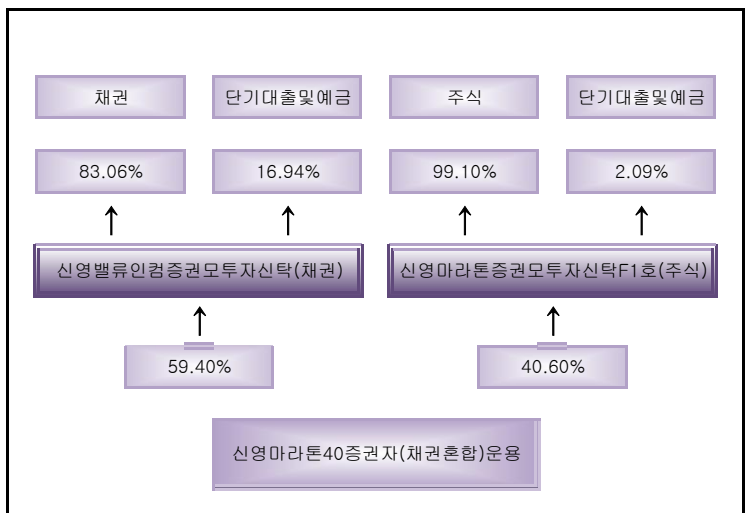 채권
단기대출및예금
주식
단기대출및예금
83.06%
16.94%
99.10%
2.09%
신영밸류인컴증권모투자신탁(채권)
신영마라톤증권모투자신탁F1호(주식)
59.40%
40.60%
신영마라톤40증권자(채권혼합)운용